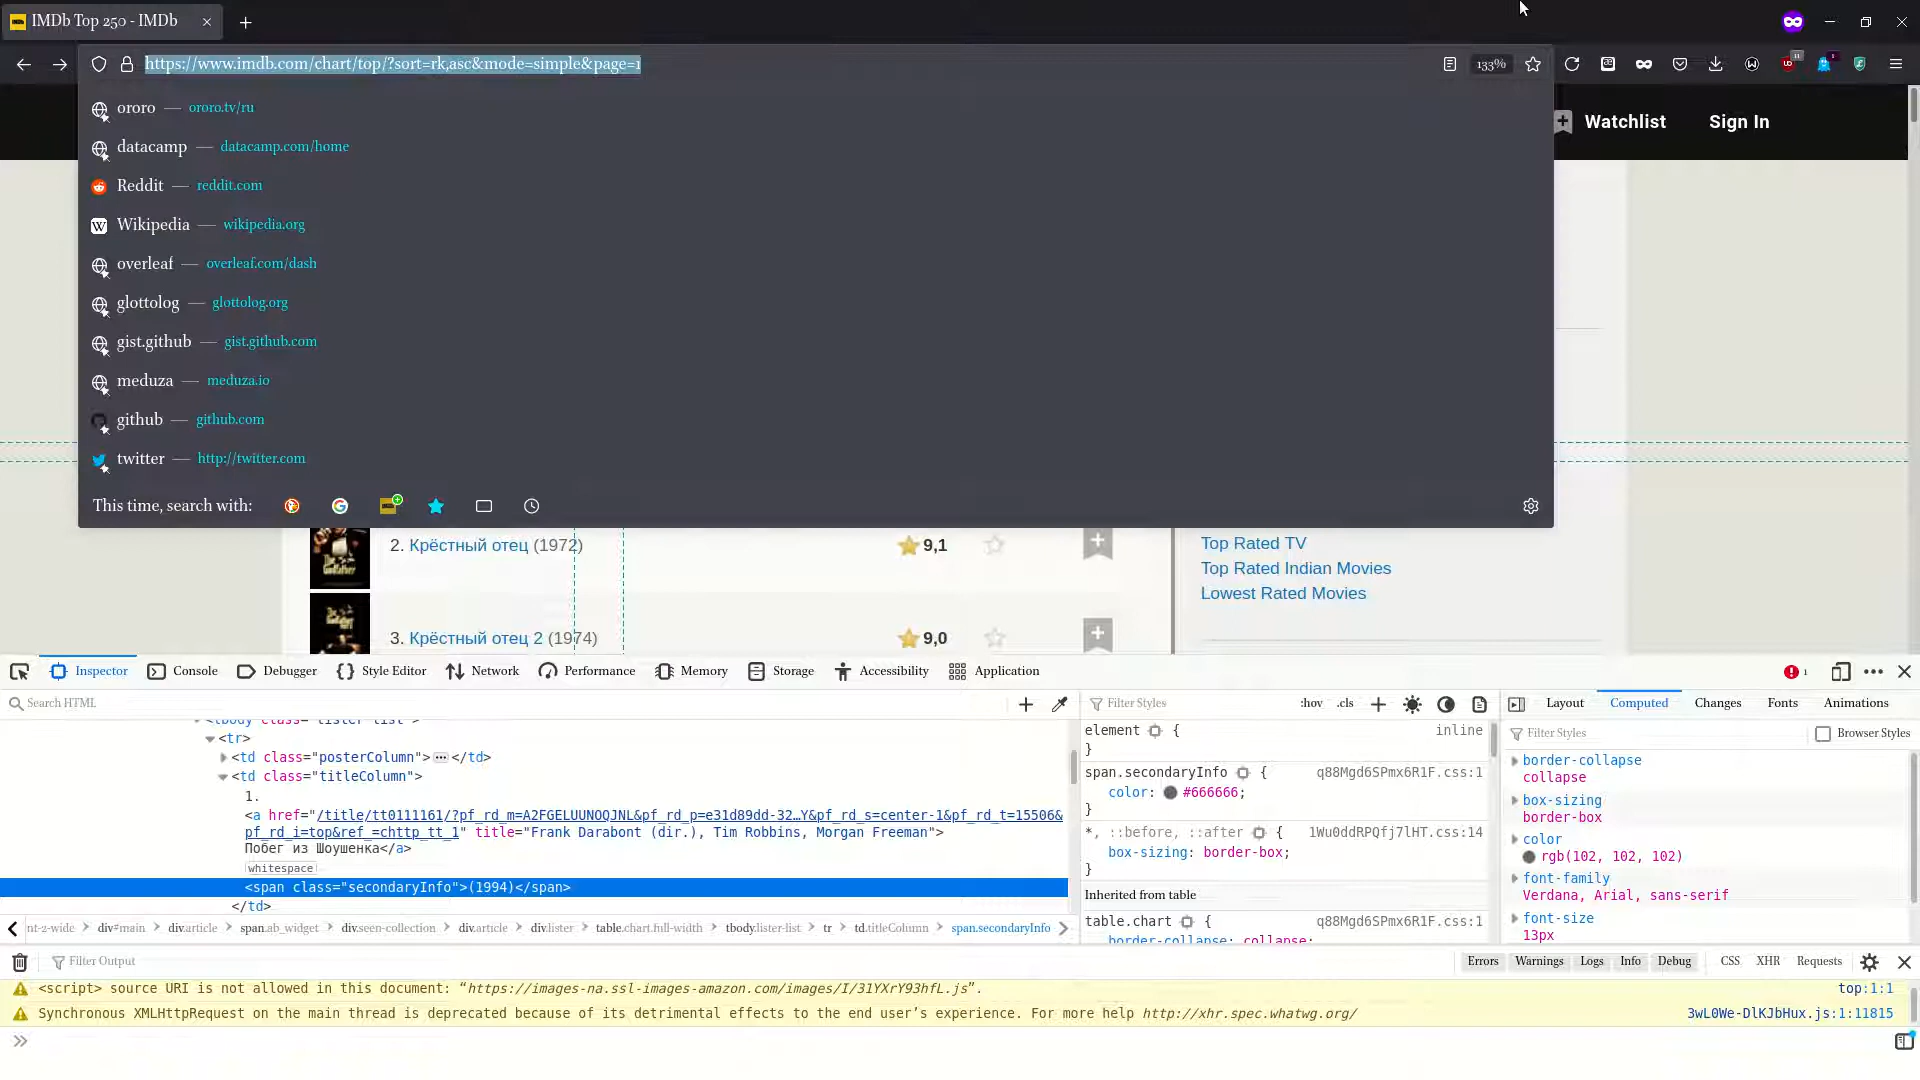 IMDb Top 250 - IMDb
https://www.imdb.com/chart/top/?sort=rk,asc&mode=simple&page=1
133%
ororo — ororo.tv/ru
datacamp — datacamp.com/home
Reddit — reddit.com
Wikipedia — wikipedia.org
overleaf — overleaf.com/dash
glottolog — glottolog.org
gist.github — gist.github.com
meduza — meduza.io
github — github.com
twitter — http://twitter.com
This time, search with:
Watchlist
Sign In
2. Крёстный отец (1972)
9,1
3. Крёстный отец 2 (1974)
9,0
Top Rated TV
Top Rated Indian Movies
Lowest Rated Movies
Inspector Console Debugger Style Editor Network Performance Memory Storage Accessibility Application
1
Search HTML
<tbody class="lister-list">
<tr>
<td class="posterColumn"> </td>
<td class="titleColumn">
1.
<a href="/title/tt0111161/?pf_rd_m=A2FGELUUNOQJNL&pf_rd_p=e31d89dd-32…Y&pf_rd_s=center-1&pf_rd_t=15506&
pf_rd_i=top&ref_=chttp_tt_1" title="Frank Darabont (dir.), Tim Robbins, Morgan Freeman">
Побег из Шоушенка</a>
whitespace
<span class="secondaryInfo">(1994)</span>
</td>
nt-2-wide div#main div.article span.ab_widget div.seen-collection div.article div.lister table.chart.full-width tbody.lister-list tr td.titleColumn span.secondaryInfo
Filter Styles
:hov .cls
element {
inline
}
span.secondaryInfo {
q88Mgd6SPmx6R1F.css:1
color: #666666;
}
*, ::before, ::after {
1Wu0ddRPQfj7lHT.css:14
box-sizing: border-box;
}
Inherited from table
table.chart {
q88Mgd6SPmx6R1F.css:1
border-collapse: collapse;
Layout Computed Changes Fonts Animations
Filter Styles
Browser Styles
border-collapse
collapse
box-sizing
border-box
color
rgb(102, 102, 102)
font-family
Verdana, Arial, sans-serif
font-size
13px
Filter Output
Errors Warnings Logs Info Debug CSS XHR Requests
<script> source URI is not allowed in this document: “https://images-na.ssl-images-amazon.com/images/I/31YXrY93hfL.js”.
top:1:1
Synchronous XMLHttpRequest on the main thread is deprecated because of its detrimental effects to the end user’s experience. For more help http://xhr.spec.whatwg.org/
3wL0We-DlKJbHux.js:1:11815